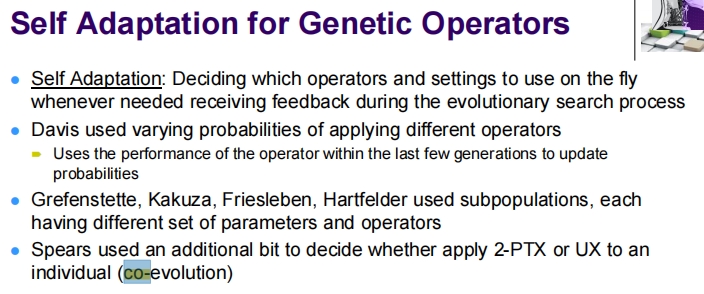 Self Adaptation for Genetic Operators
Self Adaptation: Deciding which operators and settings to use on the fly
whenever needed receiving feedback during the evolutionary search process
Davis used varying probabilities of applying different operators
Uses the performance of the operator within the last few generations to update
probabilities
Grefenstette, Kakuza, Friesleben, Hartfelder used subpopulations, each
having different set of parameters and operators
Spears used an additional bit to decide whether apply 2-PTX or UX to an
individual (co-evolution)